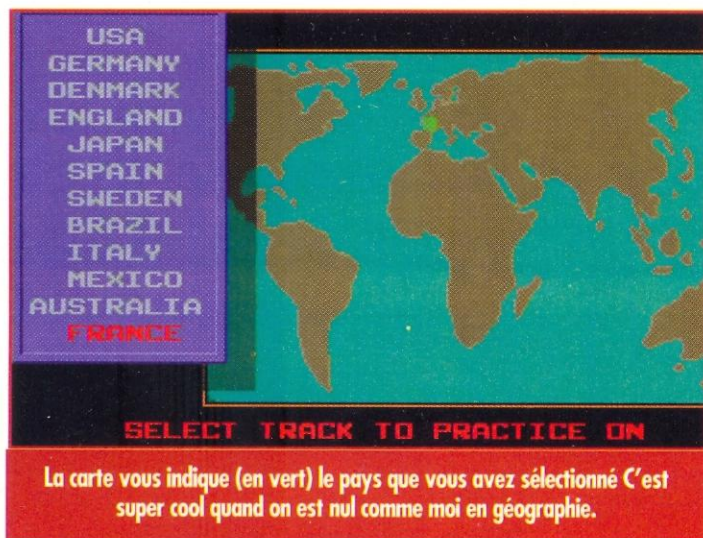 USA
GERMANY
DENMARK
ENGLAND
JAPAN
SPAIN
SWEDEN
BRAZIL
ITALY
MEXICO
AUSTRALIA
FRANCE
SELECT TRACK TO PRACTICE ON
La carte vous indique (en vert) le pays que vous avez sélectionné C'est
super cool quand on est nul comme moi en géographie.